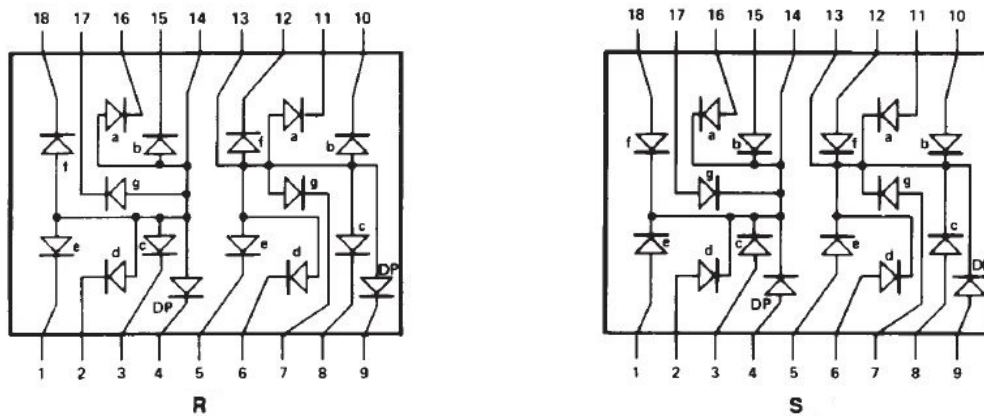 18 17 16 15 14 13 12 11 10
a
f b f a b
g g
e d c e d c
DP DP
1 2 3 4 5 6 7 8 9
R
18 17 16 15 14 13 12 11 10
a a
f b f b
g g
e d c e d c
DP D
1 2 3 4 5 6 7 8 9
S